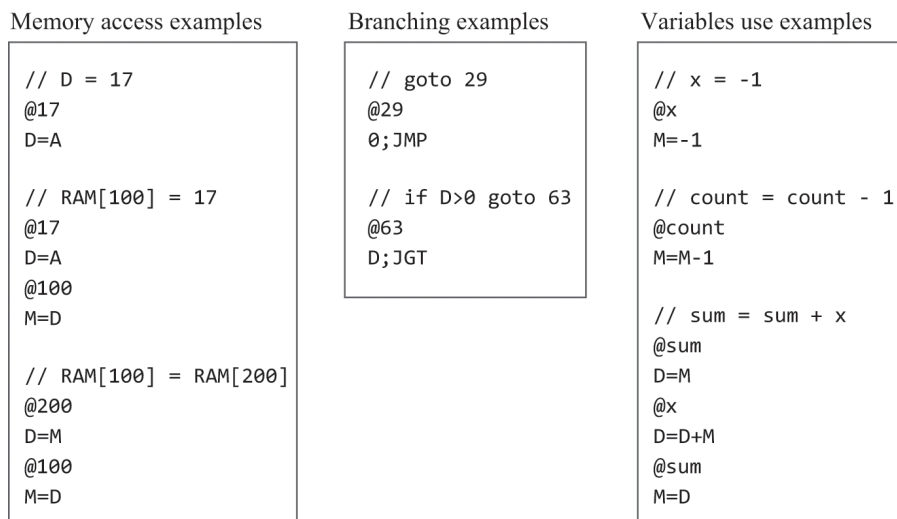 Memory access examples
// D = 17
@17
D=A
// RAM[100] = 17
@17
D=A
@100
M=D
// RAM[100] = RAM[200]
@200
D=M
@100
M=D
Branching examples
// goto 29
@29
0;JMP
// if D>0 goto 63
@63
D;JGT
Variables use examples
// x = -1
@x
M=-1
// count = count - 1
@count
M=M-1
// sum = sum + x
@sum
D=M
@x
D=D+M
@sum
M=D